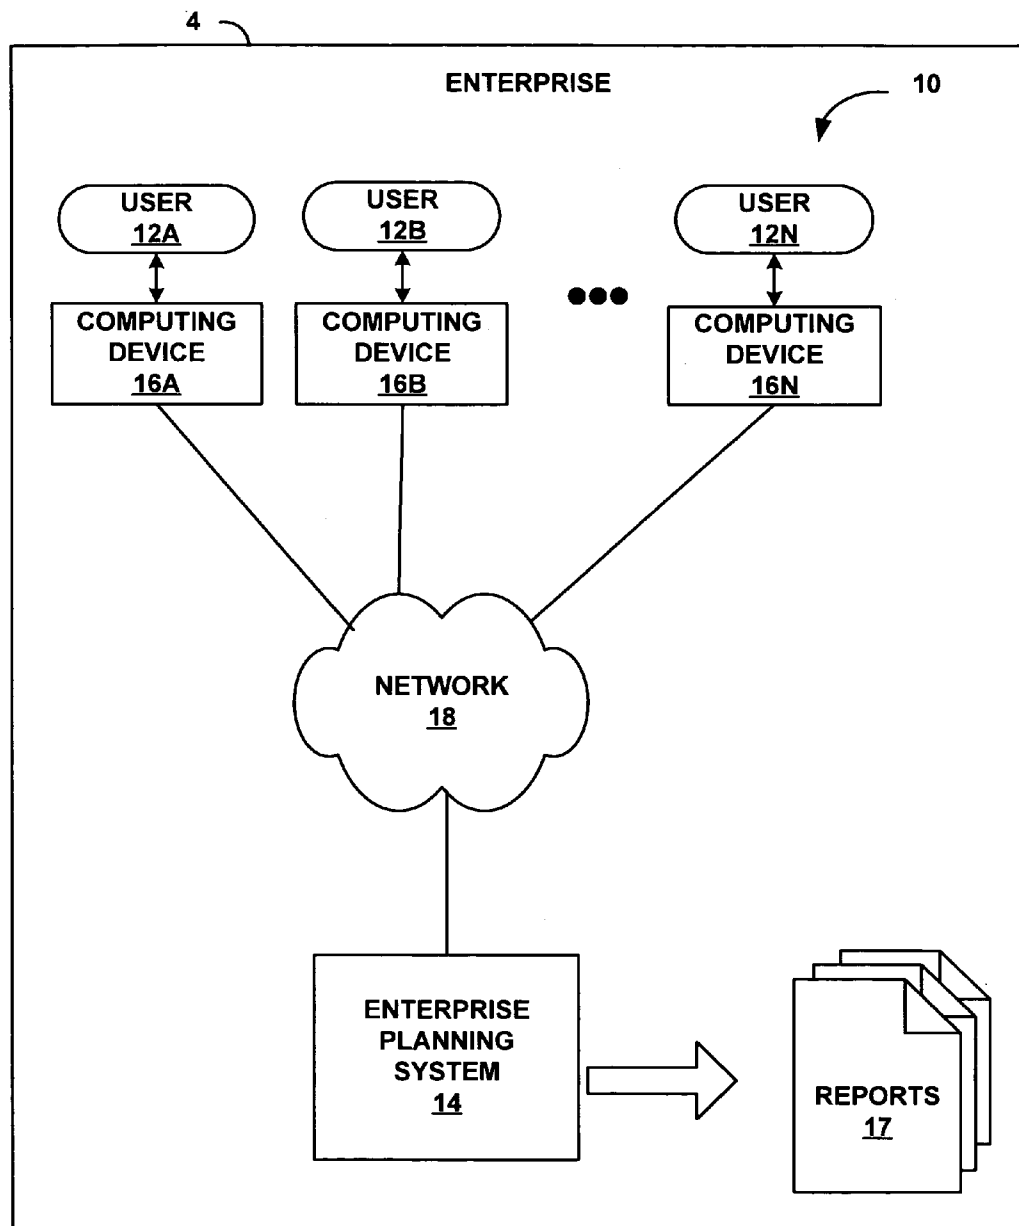 4
ENTERPRISE
10
USER
12A
USER
12B
USER
12N
COMPUTING
DEVICE
16A
COMPUTING
DEVICE
16B
COMPUTING
DEVICE
16N
NETWORK
18
ENTERPRISE
PLANNING
SYSTEM
14
REPORTS
17